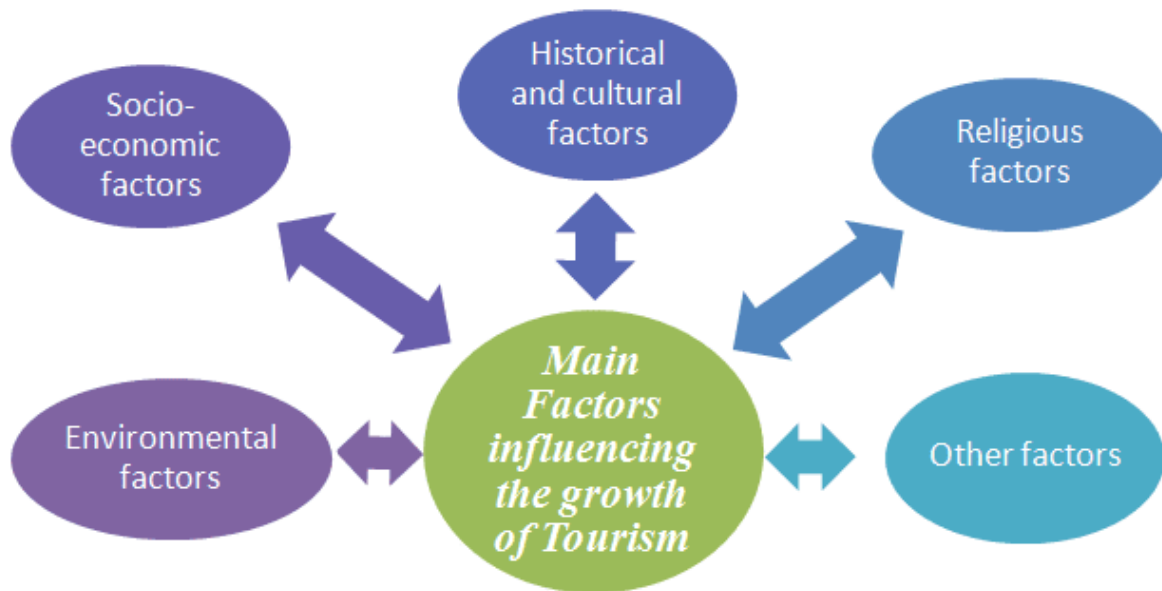 Historical
and cultural
factors
Socio-
economic
factors
Religious
factors
Environmental
factors
Main
Factors
influencing
the growth
of Tourism
Other factors